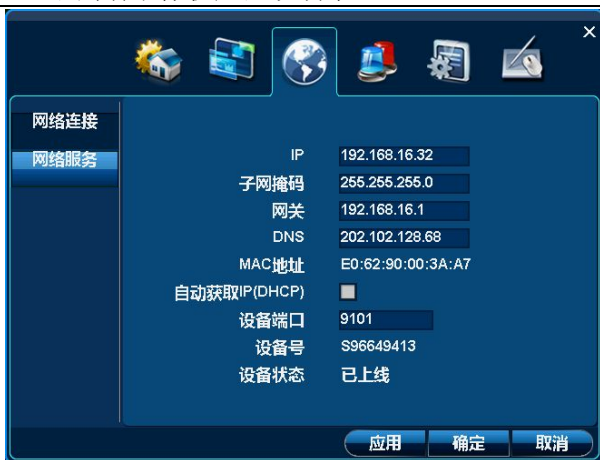 ×
网络连接
网络服务
IP 192.168.16.32
子网掩码 255.255.255.0
网关 192.168.16.1
DNS 202.102.128.68
MAC地址 E0:62:90:00:3A:A7
自动获取IP(DHCP)
设备端口 9101
设备号 S96649413
设备状态 已上线
应用 确定 取消